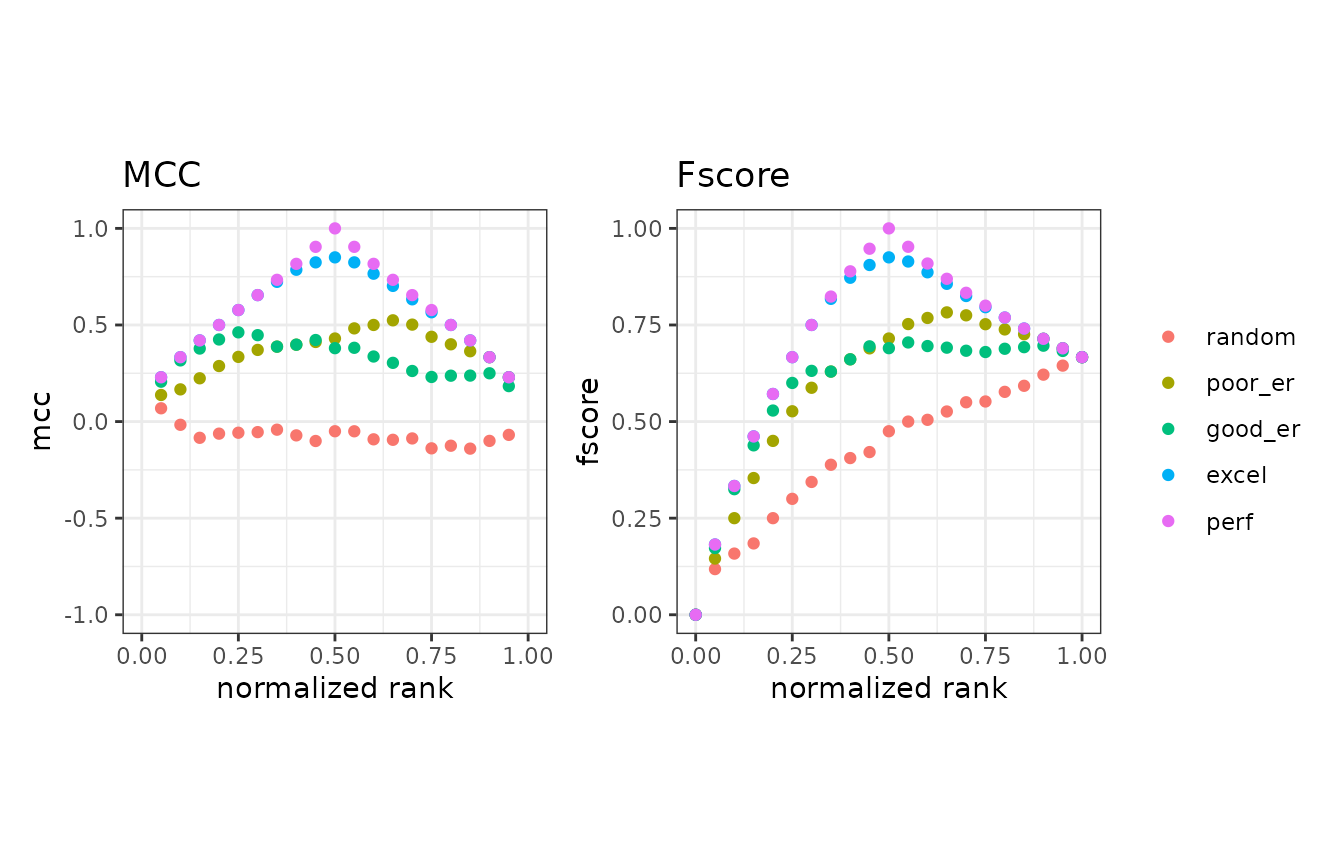 MCC
1.0
0.5
0.0
-0.5
-1.0
mcc
0.00 0.25 0.50 0.75 1.00
normalized rank
Fscore
1.00
0.75
0.50
0.25
0.00
fscore
0.00 0.25 0.50 0.75 1.00
normalized rank
random
poor_er
good_er
excel
perf